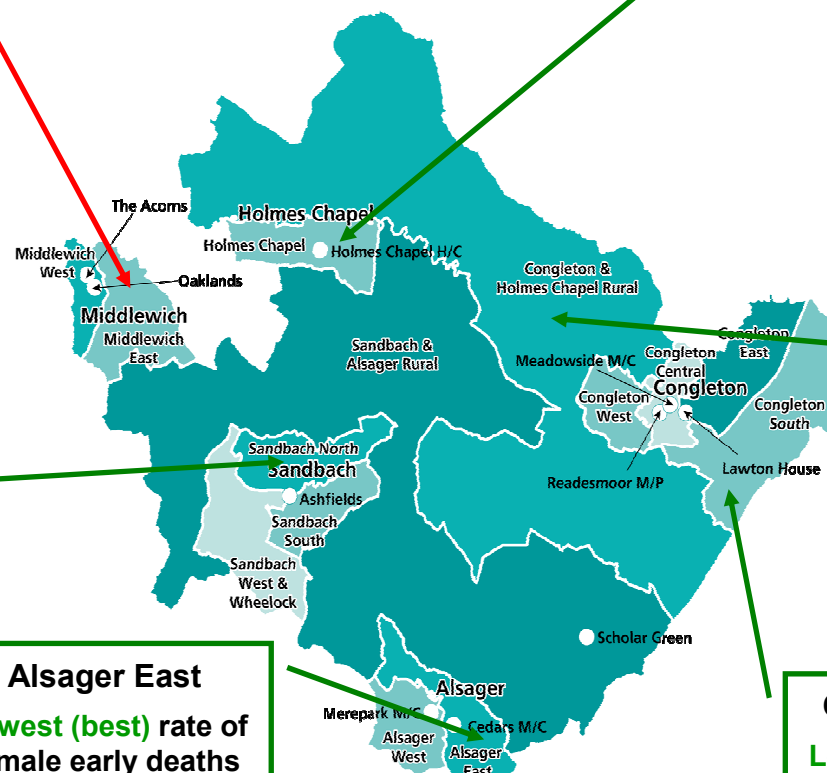 The Acorns
Holmes Chapel
Holmes Chapel
Holmes Chapel H/C
Middlewich
West
Oaklands
Middlewich
Middlewich
East
Congleton &
Holmes Chapel Rural
Sandbach &
Alsager Rural
Congleton
East
Meadowside M/C
Congleton
Central
Congleton
Congleton
West
Congleton
South
Lawton House
Readesmoor M/P
Sandbach North
Sandbach
Ashfields
Sandbach
South
Sandbach
West &
Wheelock
Scholar Green
Alsager
Merepark M/C
Cedars M/C
Alsager
West
Alsager
East
Alsager East
(best) rate of
early deaths